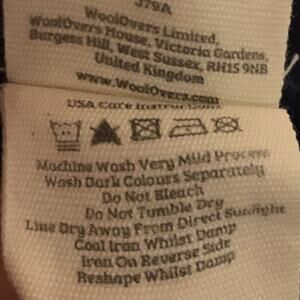 J79A
WoolOvers Limited,
WoolOvers House, Victoria Gardens,
Burgess Hill, West Sussex, RH15 9NB
United Kingdom
www.WoolOvers.com
USA Care Instructions
Machine Wash Very Mild Process
Wash Dark Colours Separately
Do Not Bleach
Do Not Tumble Dry
Line Dry Away From Direct Sunlight
Cool Iron Whilst Damp
Iron On Reverse Side
Reshape Whilst Damp